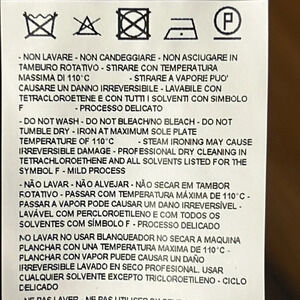 P
- NON LAVARE - NON CANDEGGIARE - NON ASCIUGARE IN
TAMBURO ROTATIVO - STIRARE CON TEMPERATURA
MASSIMA DI 110°C - STIRARE A VAPORE PUO'
CAUSARE UN DANNO IRREVERSIBILE - LAVABILE CON
TETRACLOROETENE E CON TUTTI I SOLVENTI CON SIMBOLO
F - PROCESSO DELICATO
- DO NOT WASH - DO NOT BLEACH/NO BLEACH - DO NOT
TUMBLE DRY - IRON AT MAXIMUM SOLE PLATE
TEMPERATURE OF 110°C - STEAM IRONING MAY CAUSE
IRREVERSIBLE DAMAGE - PROFESSIONAL DRY CLEANING IN
TETRACHLOROETHENE AND ALL SOLVENTS LISTED FOR THE
SYMBOL F - MILD PROCESS
- NÃO LAVAR - NÃO ALVEJAR - NÃO SECAR EM TAMBOR
ROTATIVO - PASSAR COM TEMPERATURA MÁXIMA DE 110°C -
PASSAR A VAPOR PODE CAUSAR UM DANO IRREVERSÍVEL -
LAVÁVEL COM PERCLOROETILENO E COM TODOS OS
SOLVENTES COM SÍMBOLO F - PROCESSO DELICADO
NO LAVAR NO USAR BLANQUEADOR NO SECAR A MAQUINA
PLANCHAR CON UNA TEMPERATURA MAXIMA DE 110°C -
PLANCHAR CON VAPOR PUEDE CAUSAR UN DAÑO
IRREVERSIBLE LAVADO EN SECO PROFESIONAL. USAR
CUALQUIER SOLVENTE EXCEPTO TRICLOROETILENO - CICLO
DELICADO
- NE PAS LAVER - NE PAS UTILISER